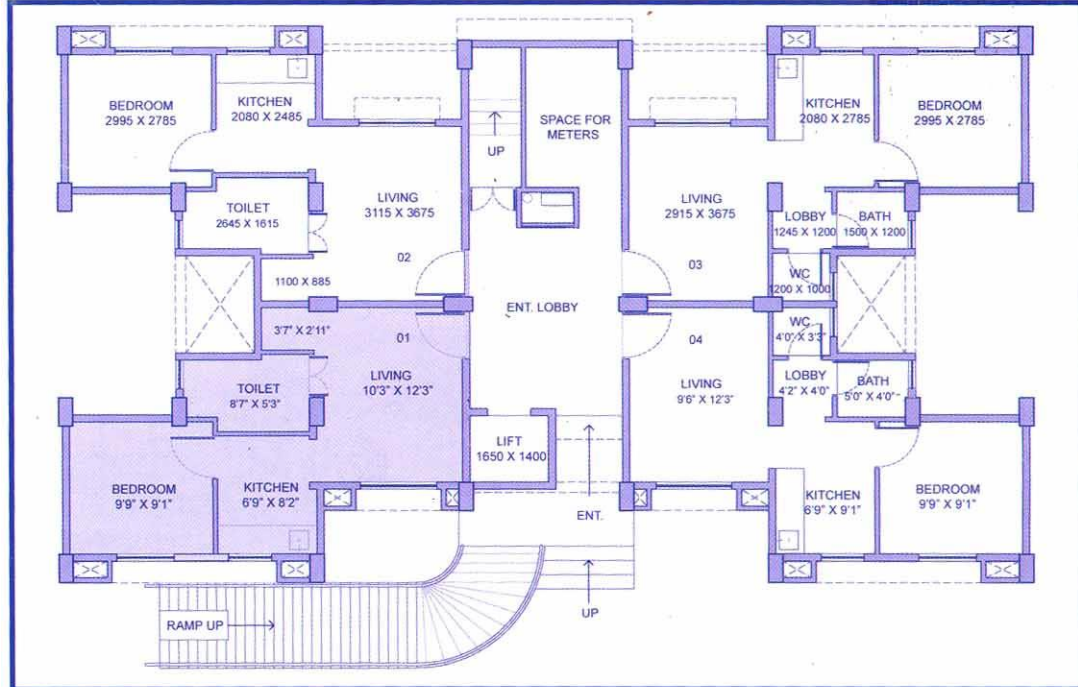 BEDROOM
2995 X 2785
KITCHEN
2080 X 2485
UP
SPACE FOR
METERS
KITCHEN
2080 X 2785
BEDROOM
2995 X 2785
TOILET
2645 X 1615
LIVING
3115 X 3675
02
1100 X 885
LIVING
2915 X 3675
03
LOBBY
1245 X 1200
BATH
1500 X 1200
WC
1200 X 1000
ENT. LOBBY
3'7" X 2'11"
01
LIVING
10'3" X 12'3"
TOILET
8'7" X 5'3"
04
LIVING
9'6" X 12'3"
WC
4'0" X 3'3"
LOBBY
4'2" X 4'0"
BATH
5'0" X 4'0"
LIFT
1650 X 1400
BEDROOM
9'9" X 9'1"
KITCHEN
6'9" X 8'2"
ENT.
KITCHEN
6'9" X 9'1"
BEDROOM
9'9" X 9'1"
RAMP UP
UP